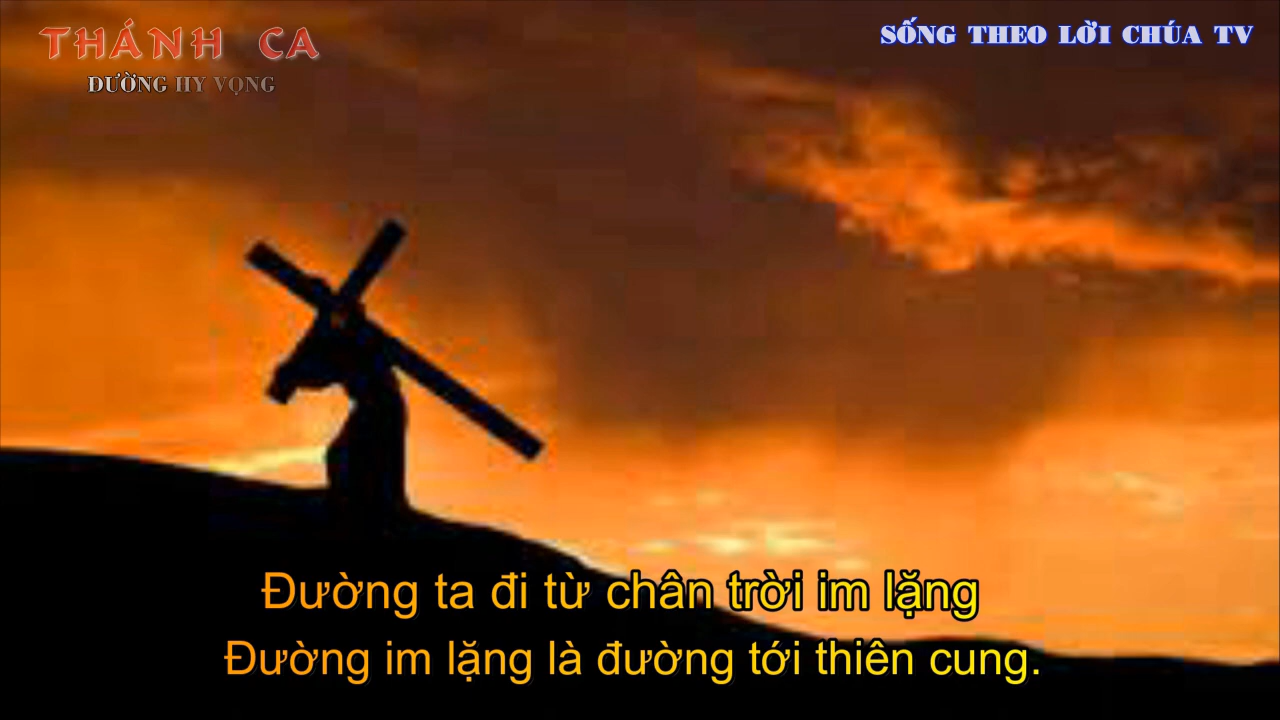 THÁNH CA
ĐƯỜNG HY VỌNG
SỐNG THEO LỜI CHÚA TV
Đường ta đi từ chân trời im lặng
Đường im lặng là đường tới thiên cung.